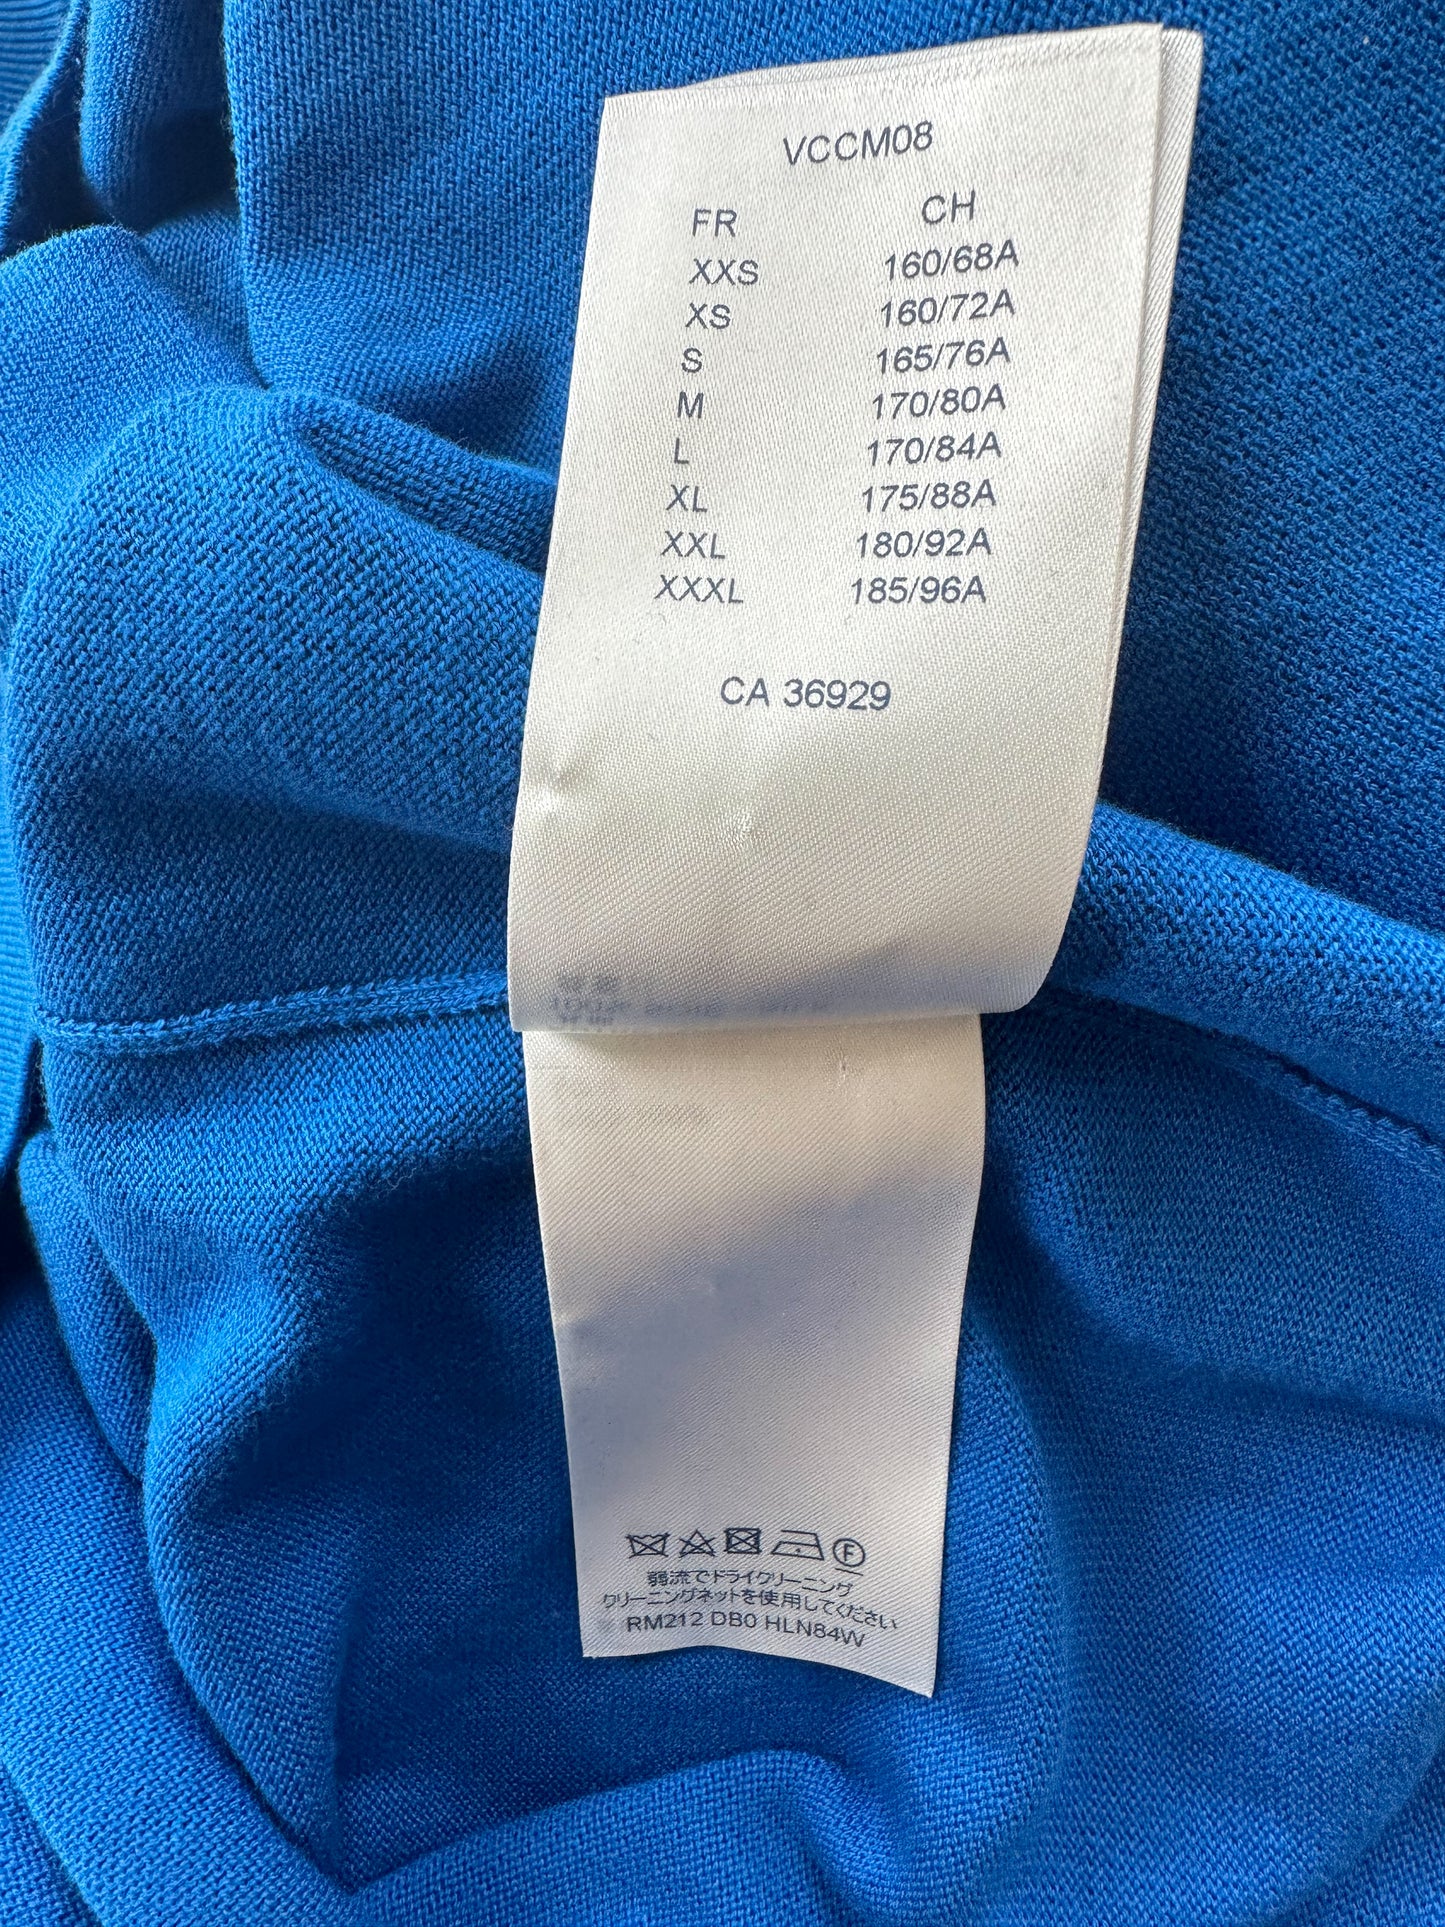 VCCM08
FR CH
XXS 160/68A
XS 160/72A
S 165/76A
M 170/80A
L 170/84A
XL 175/88A
XXL 180/92A
XXXL 185/96A
CA 36929
F
弱流でドライクリーニング
クリーニングネットを使用してください
RM212 DB0 HLN84W